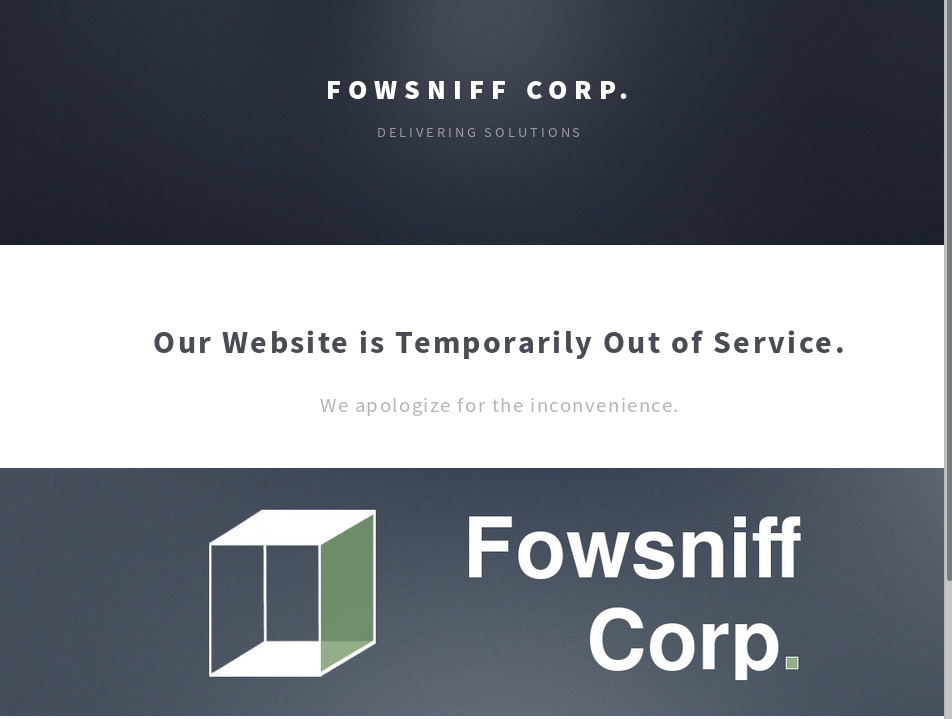 FOWSNIFF CORP.
DELIVERING SOLUTIONS
Our Website is Temporarily Out of Service.
We apologize for the inconvenience.
Fowsniff
Corp.